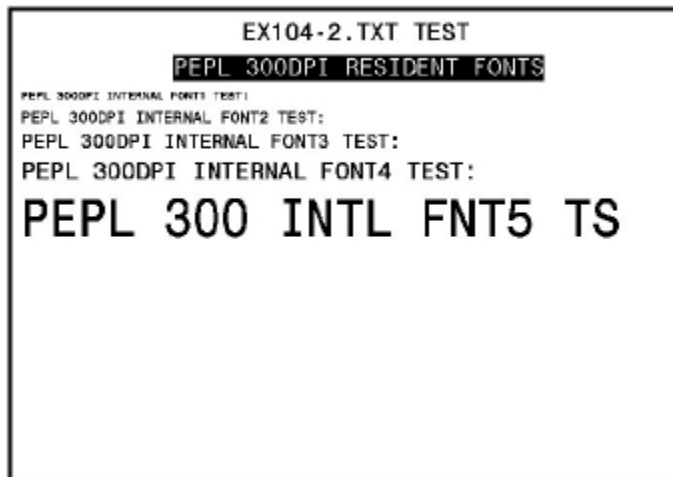 EX104-2.TXT TEST
PEPL 300DPI RESIDENT FONTS
PEPL 300DPI INTERNAL FONT1 TEST:
PEPL 300DPI INTERNAL FONT2 TEST:
PEPL 300DPI INTERNAL FONT3 TEST:
PEPL 300DPI INTERNAL FONT4 TEST:
PEPL 300 INTL FNT5 TS